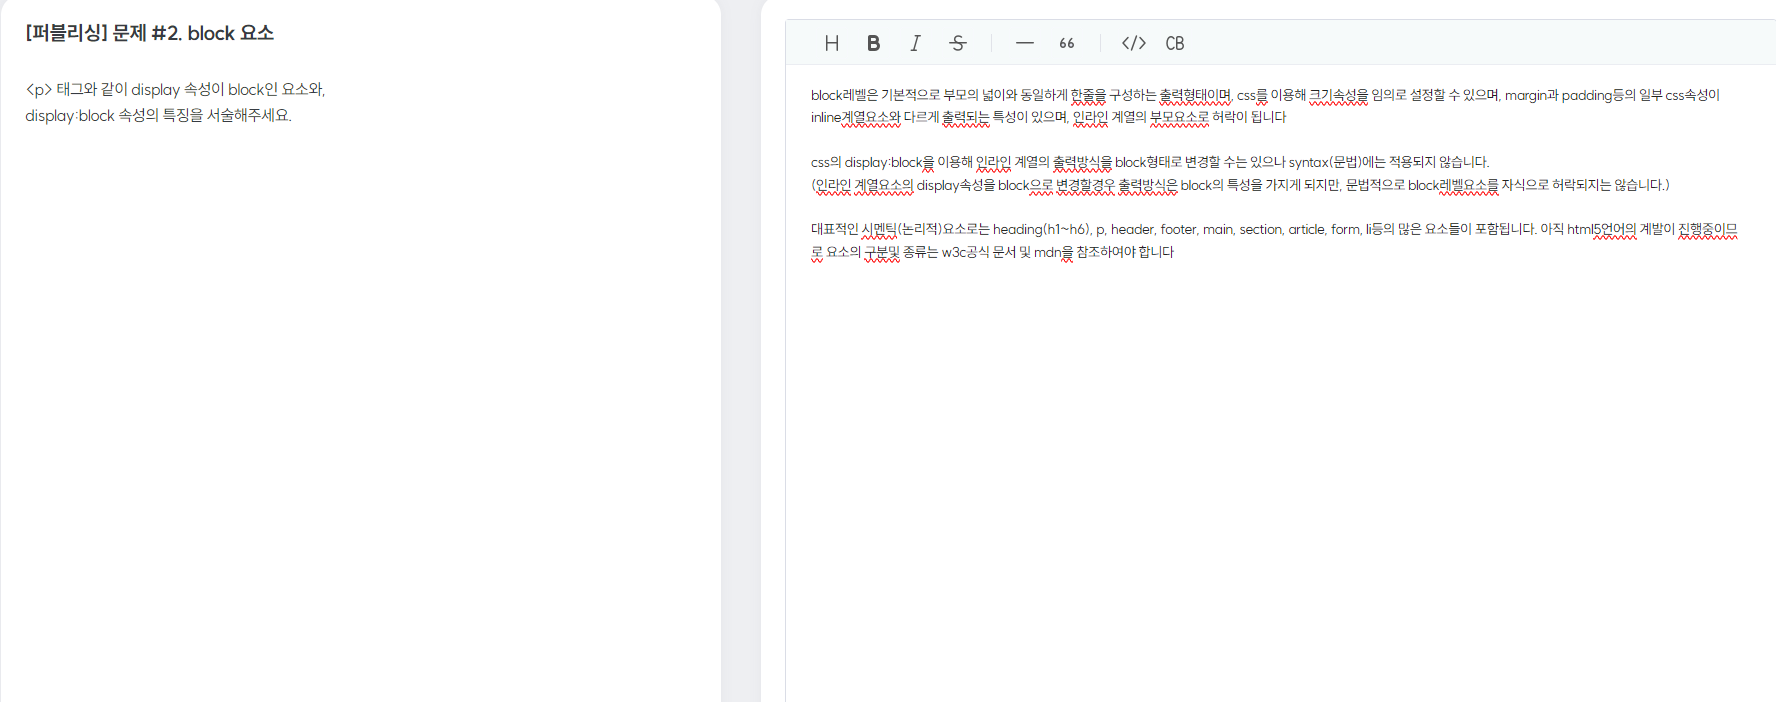 [퍼블리싱] 문제 #2. block 요소
<p> 태그와 같이 display 속성이 block인 요소와,
display:block 속성의 특징을 서술해주세요.
H B I S — 66 </> CB
block레벨은 기본적으로 부모의 넓이와 동일하게 한줄을 구성하는 출력형태이며, css를 이용해 크기속성을 임의로 설정할 수 있으며, margin과 padding등의 일부 css속성이
inline계열요소와 다르게 출력되는 특성이 있으며, 인라인 계열의 부모요소로 허락이 됩니다
css의 display:block을 이용해 인라인 계열의 출력방식을 block형태로 변경할 수는 있으나 syntax(문법)에는 적용되지 않습니다.
(인라인 계열요소의 display속성을 block으로 변경할경우 출력방식은 block의 특성을 가지게 되지만, 문법적으로 block레벨요소를 자식으로 허락되지는 않습니다.)
대표적인 시멘틱(논리적)요소로는 heading(h1~h6), p, header, footer, main, section, article, form, li등의 많은 요소들이 포함됩니다. 아직 html5언어의 계발이 진행중이므
로 요소의 구분및 종류는 w3c공식 문서 및 mdn을 참조하여야 합니다